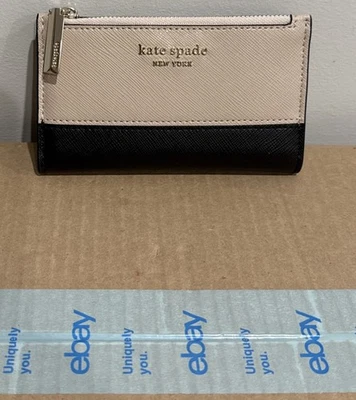 kate spade
NEW YORK
Uniquely
you.
ebay
Uniquely
you.
ebay
Uniquely
you.
ebay